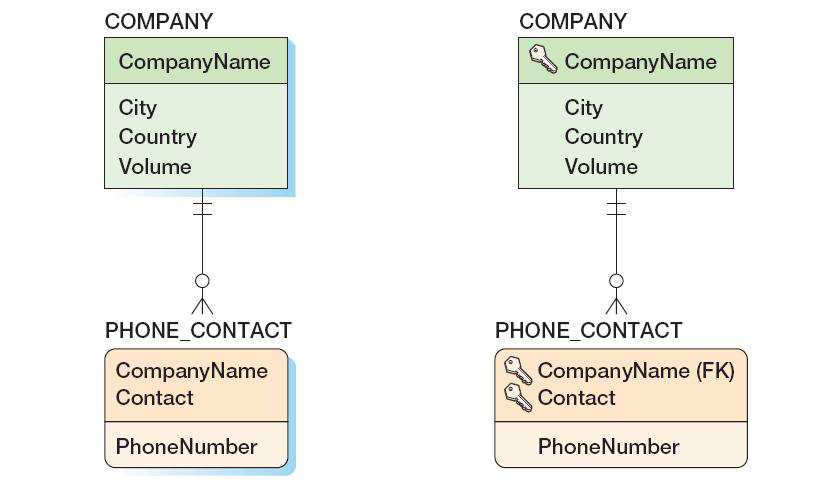 COMPANY
CompanyName
City
Country
Volume
PHONE_CONTACT
CompanyName
Contact
PhoneNumber
COMPANY
CompanyName
City
Country
Volume
PHONE_CONTACT
CompanyName (FK)
Contact
PhoneNumber